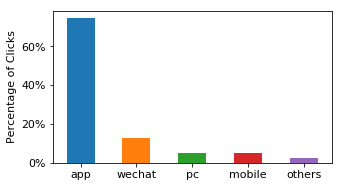 Percentage of Clicks
60%
40%
20%
0%
app wechat pc mobile others